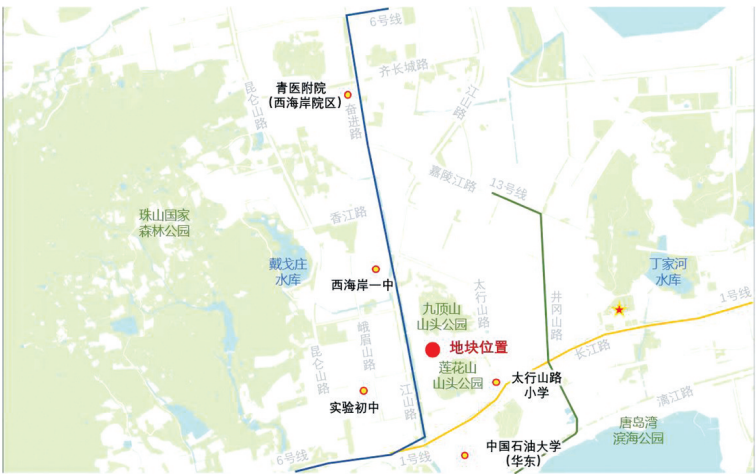 6号线
齐长城路
青医附院
(西海岸院区)
昆仑山路
奋进路
江山路
嘉陵江路
13号线
珠山国家
森林公园
香江路
戴戈庄
水库
西海岸一中
丁家河
水库
太行山路
井冈山路
1号线
九顶山
山头公园
峨眉山路
昆仑山路
地块位置
长江路
莲花山
山头公园
太行山路
小学
江山路
漓江路
实验初中
唐岛湾
滨海公园
中国石油大学
(华东)
6号线
1号线